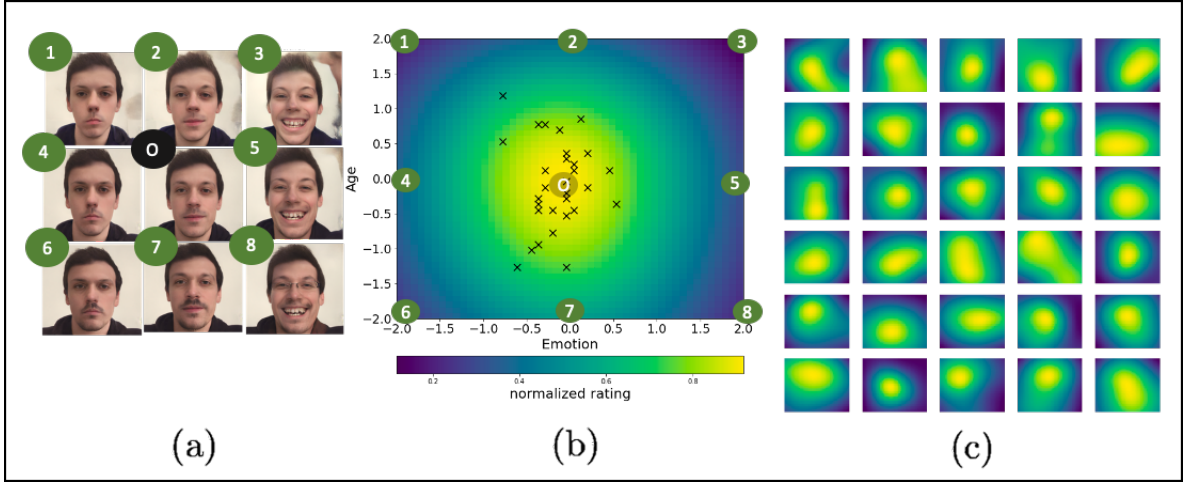 1 2 3
4 O 5
6 7 8
(a)
1 2 3
2.0
1.5
1.0
0.5
Age
4 0.0 O 5
−0.5
−1.0
−1.5
−2.0
6 7 8
−2.0 −1.5 −1.0 −0.5 0.0 0.5 1.0 1.5 2.0
Emotion
0.2 0.4 0.6 0.8
normalized rating
(b)
(c)